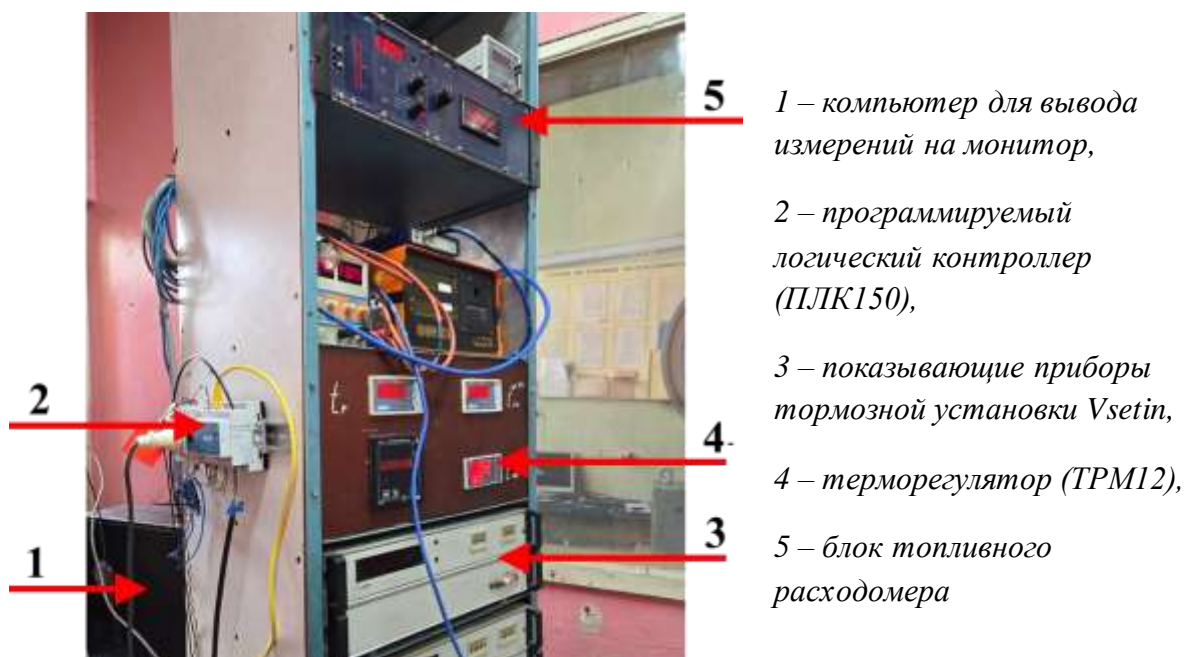 5
1 – компьютер для вывода
измерений на монитор,
2 – программируемый
логический контроллер
(ПЛК150),
2
3 – показывающие приборы
тормозной установки Vsetin,
4
4 – терморегулятор (ТРМ12),
3
5 – блок топливного
расходомера
1